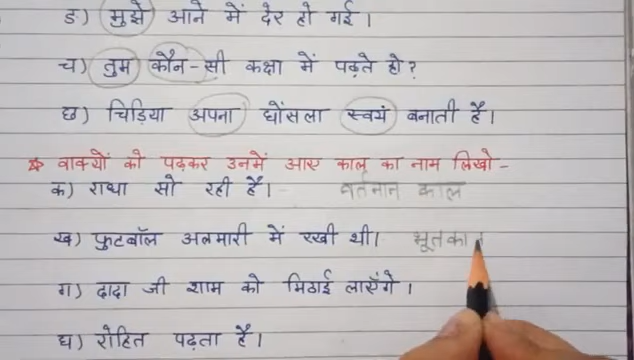 ङ) मुझे आने में देर हो गई।
च) तुम कौन-सी कक्षा में पढ़ते हो?
छ) चिड़िया अपना घोंसला स्वयं बनाती है।
* वाक्यों को पढ़कर उनमें आए काल का नाम लिखो-
क) राधा सो रही है। वर्तमान काल
ख) फुटबॉल अलमारी में रखी थी। भूतका
ग) दादा जी शाम को मिठाई लाएँगे।
घ) रोहित पढ़ता है।